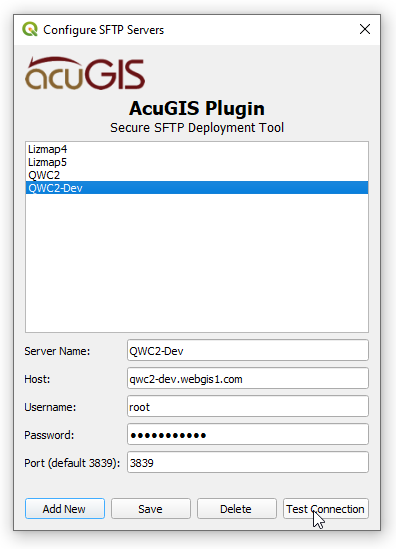 Configure SFTP Servers
acuGIS
AcuGIS Plugin
Secure SFTP Deployment Tool
Lizmap4
Lizmap5
QWC2
QWC2-Dev
Server Name: QWC2-Dev
Host: qwc2-dev.webgis1.com
Username: root
Password: ●●●●●●●●●●●
Port (default 3839): 3839
Add New Save Delete Test Connection